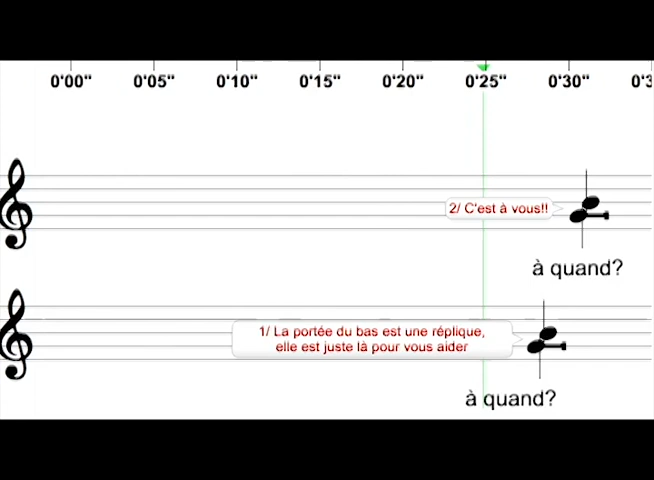 0'00" 0'05" 0'10" 0'15" 0'20" 0'25" 0'30"
2/ C'est à vous!!
à quand?
1/ La portée du bas est une réplique,
elle est juste là pour vous aider
à quand?